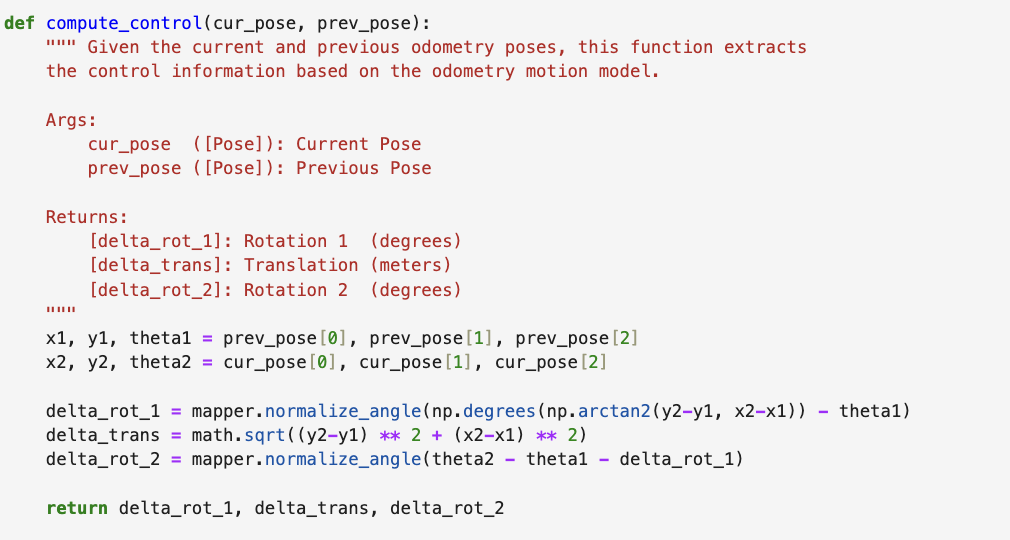 def compute_control(cur_pose, prev_pose):
    """ Given the current and previous odometry poses, this function extracts
    the control information based on the odometry motion model.

    Args:
        cur_pose  ([Pose]): Current Pose
        prev_pose ([Pose]): Previous Pose

    Returns:
        [delta_rot_1]: Rotation 1  (degrees)
        [delta_trans]: Translation (meters)
        [delta_rot_2]: Rotation 2  (degrees)
    """
    x1, y1, theta1 = prev_pose[0], prev_pose[1], prev_pose[2]
    x2, y2, theta2 = cur_pose[0], cur_pose[1], cur_pose[2]

    delta_rot_1 = mapper.normalize_angle(np.degrees(np.arctan2(y2-y1, x2-x1)) - theta1)
    delta_trans = math.sqrt((y2-y1) ** 2 + (x2-x1) ** 2)
    delta_rot_2 = mapper.normalize_angle(theta2 - theta1 - delta_rot_1)

    return delta_rot_1, delta_trans, delta_rot_2